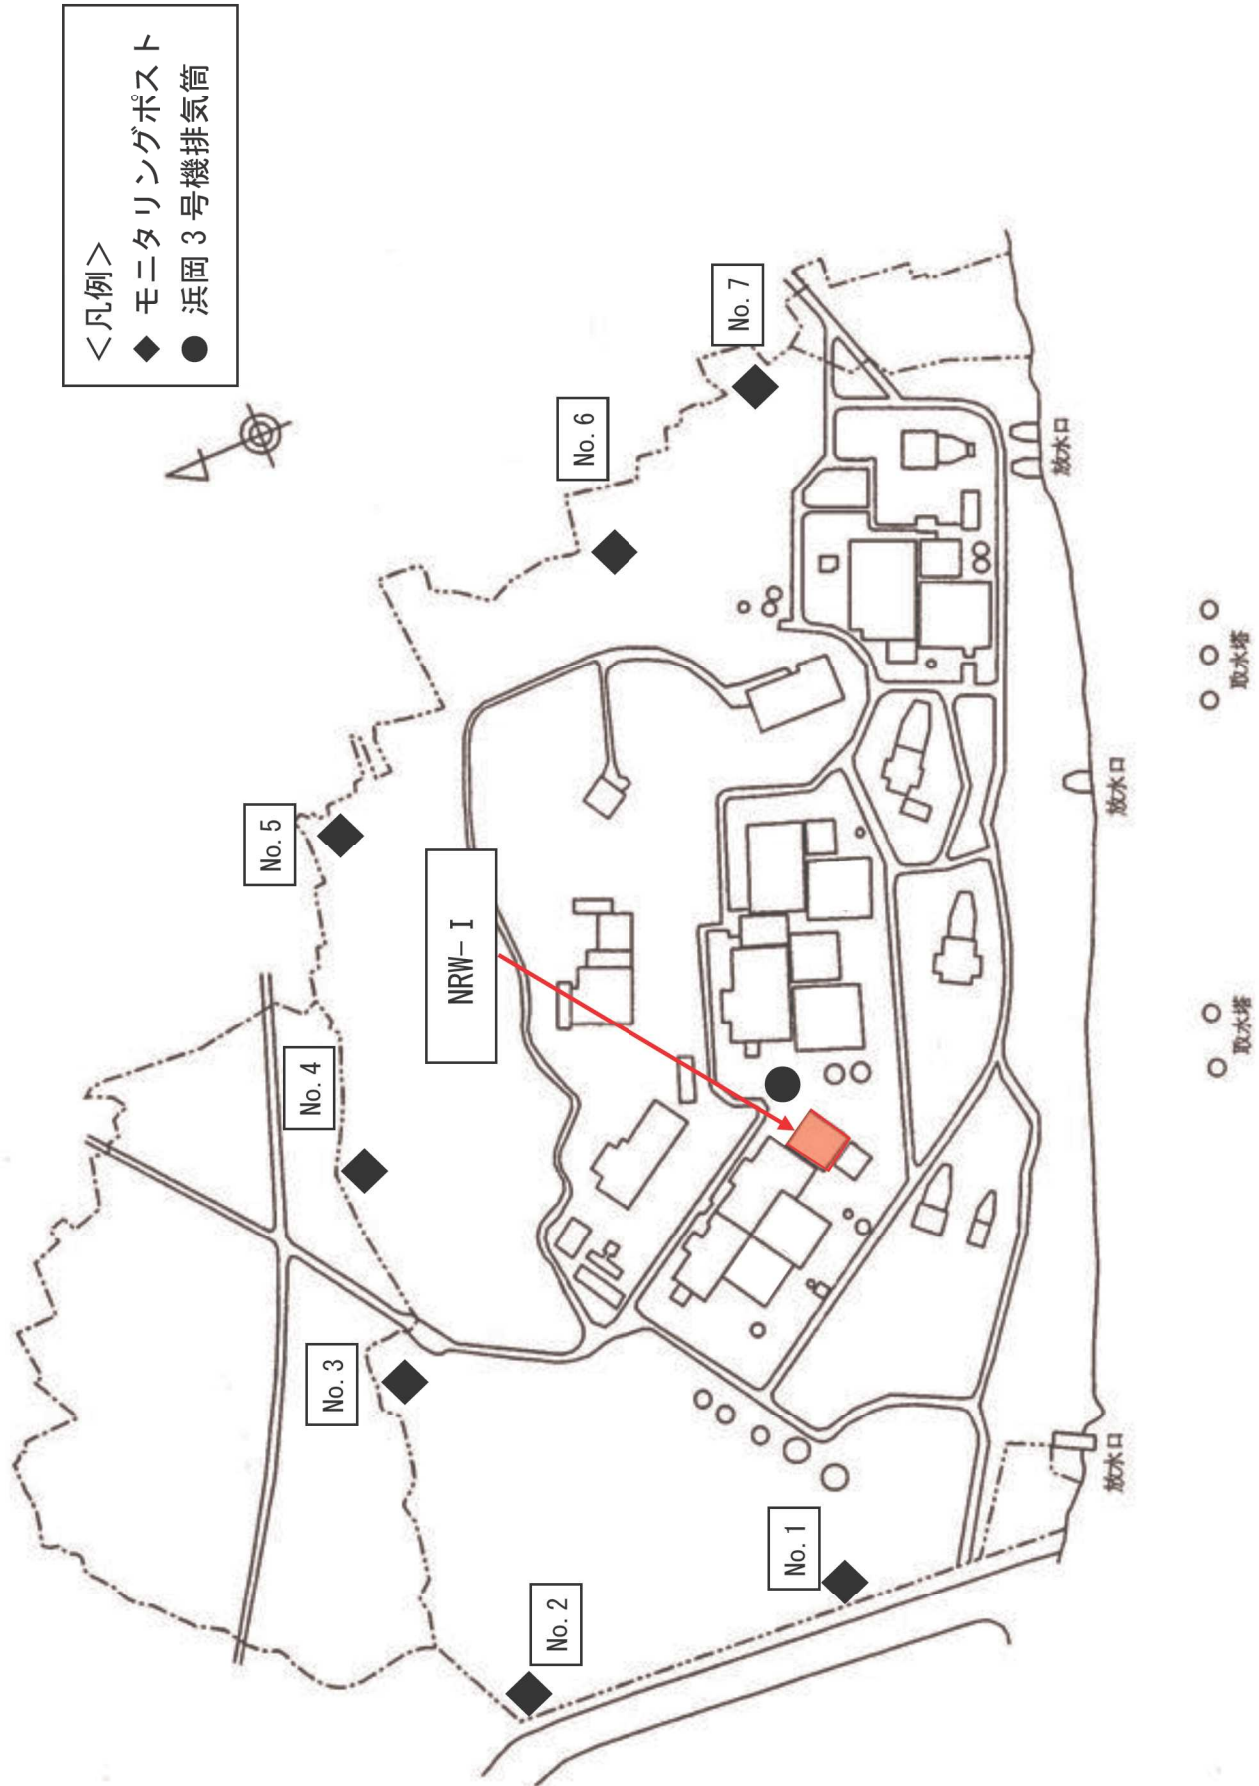 ＜凡例＞
◆ モニタリングポスト
● 浜岡３号機排気筒
No. 1
No. 2
No. 3
No. 4
No. 5
No. 6
No. 7
NRW-Ⅰ
放水口
放水口
放水口
取水塔
取水塔